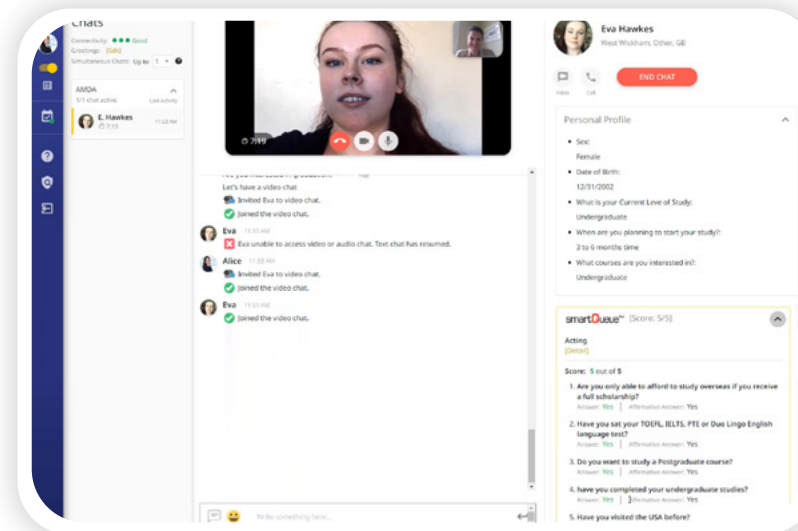 Chats
Connectivity: Good
Greetings: [Edit]
Simultaneous Chats: Up to 1
AMDA
1/1 chat active Last Activity
E. Hawkes 11:33 AM
7:19
7:19
Let's have a video chat
Invited Eva to video chat.
Joined the video chat.
Eva 11:33 AM
Eva unable to access video or audio chat. Text chat has resumed.
Alice 11:33 AM
Invited Eva to video chat.
Joined the video chat.
Eva 11:33 AM
Joined the video chat.
Write something here...
Eva Hawkes
West Wickham, Other, GB
Video Call
END CHAT
Personal Profile
Sex:
Female
Date of Birth:
12/31/2002
What is your Current Leve of Study:
Undergraduate
When are you planning to start your study?:
3 to 6 months time
What courses are you interested in?:
Undergraduate
smartQueue™ [Score: 5/5]
Acting
[Detail]
Score: 5 out of 5
1. Are you only able to afford to study overseas if you receive
a full scholarship?
Answer: Yes | Affirmative Answer: Yes
2. Have you sat your TOEFL, IELTS, PTE or Duo Lingo English
language test?
Answer: Yes | Affirmative Answer: Yes
3. Do you want to study a Postgraduate course?
Answer: Yes | Affirmative Answer: Yes
4. have you completed your undergraduate studies?
Answer: Yes | Affirmative Answer: Yes
5. Have you visited the USA before?